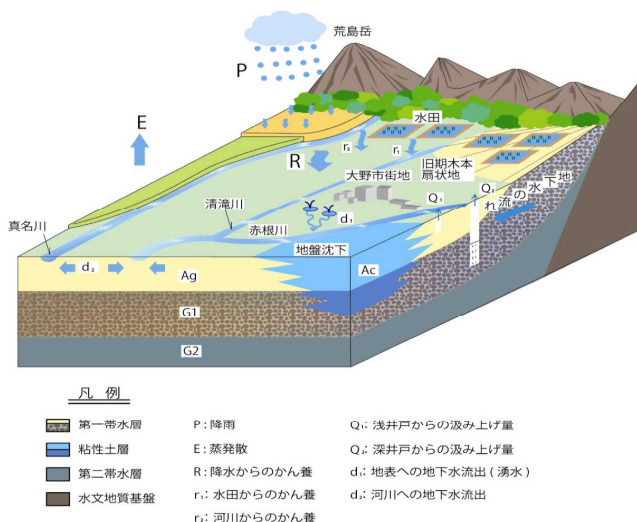 荒島岳
P
E
水田
r₂
r₁
R
旧期木本
扇状地
大野市街地
Q₁
Q₂
地下水の流れ
清滝川
d₁
真名川
赤根川
地盤沈下
d₂
Ag
Ac
G1
G2
凡 例
第一帯水層
粘性土層
第二帯水層
水文地質基盤
P : 降雨
E : 蒸発散
R : 降水からのかん養
r₁ : 水田からのかん養
r₂ : 河川からのかん養
Q₁: 浅井戸からの汲み上げ量
Q₂: 深井戸からの汲み上げ量
d₁: 地表への地下水流出 ( 湧水 )
d₂: 河川への地下水流出